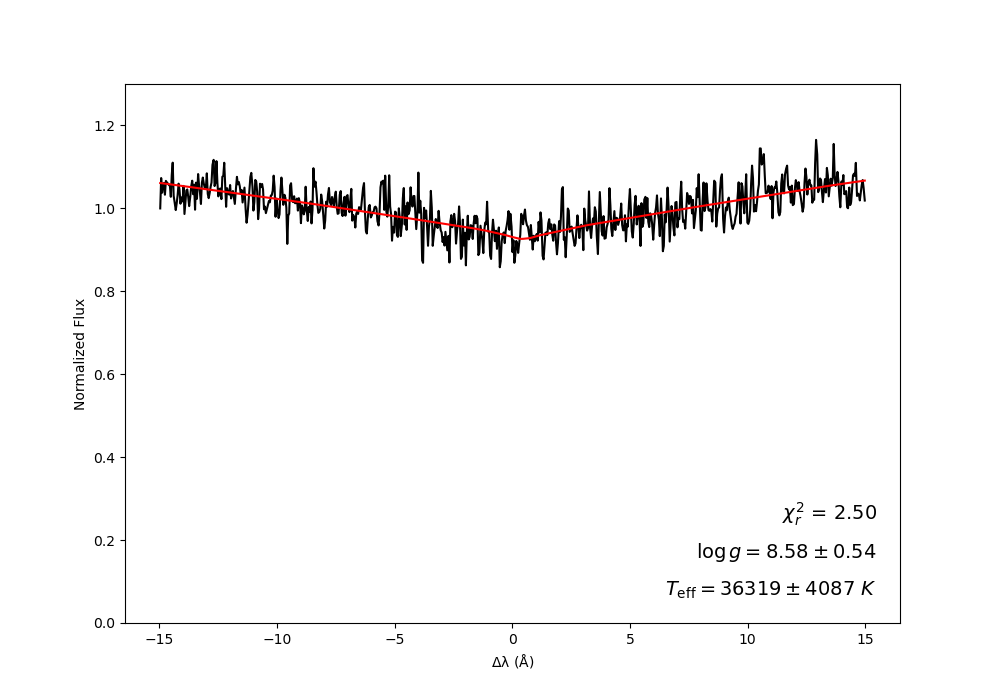 1.2
1.0
0.8
0.6
0.4
0.2
0.0
Normalized Flux
χ²ᵣ = 2.50
log g = 8.58 ± 0.54
T_eff = 36319 ± 4087 K
−15 −10 −5 0 5 10 15
Δλ (Å)